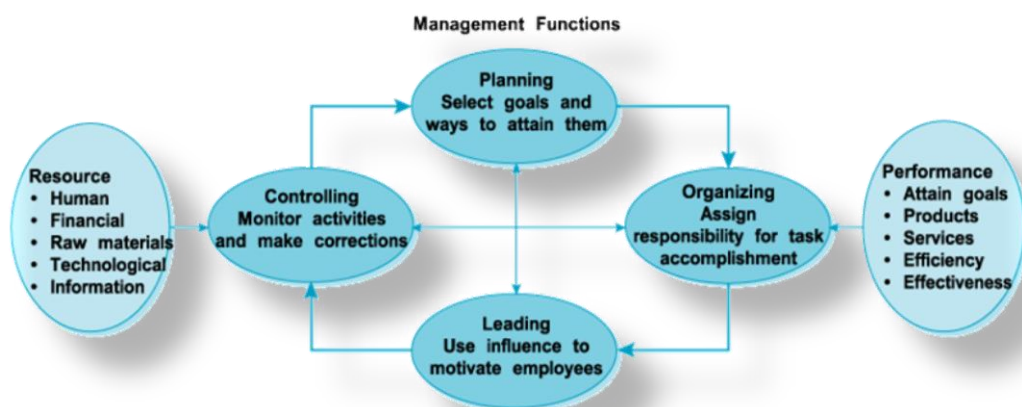 Management Functions
Planning
Select goals and
ways to attain them
Resource
• Human
• Financial
• Raw materials
• Technological
• Information
Controlling
Monitor activities
and make corrections
Organizing
Assign
responsibility for task
accomplishment
Performance
• Attain goals
• Products
• Services
• Efficiency
• Effectiveness
Leading
Use influence to
motivate employees